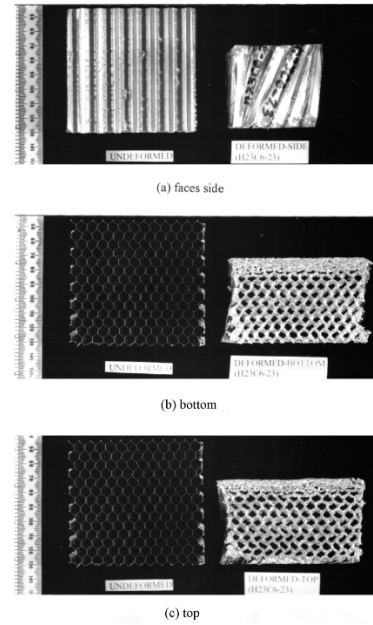 UNDEFORMED
DEFORMED-SIDE
(H23C6-23)
(a) faces side
UNDEFORMED
DEFORMED-BOTTOM
(H23C6-23)
(b) bottom
UNDEFORMED
DEFORMED-TOP
(H23C6-23)
(c) top